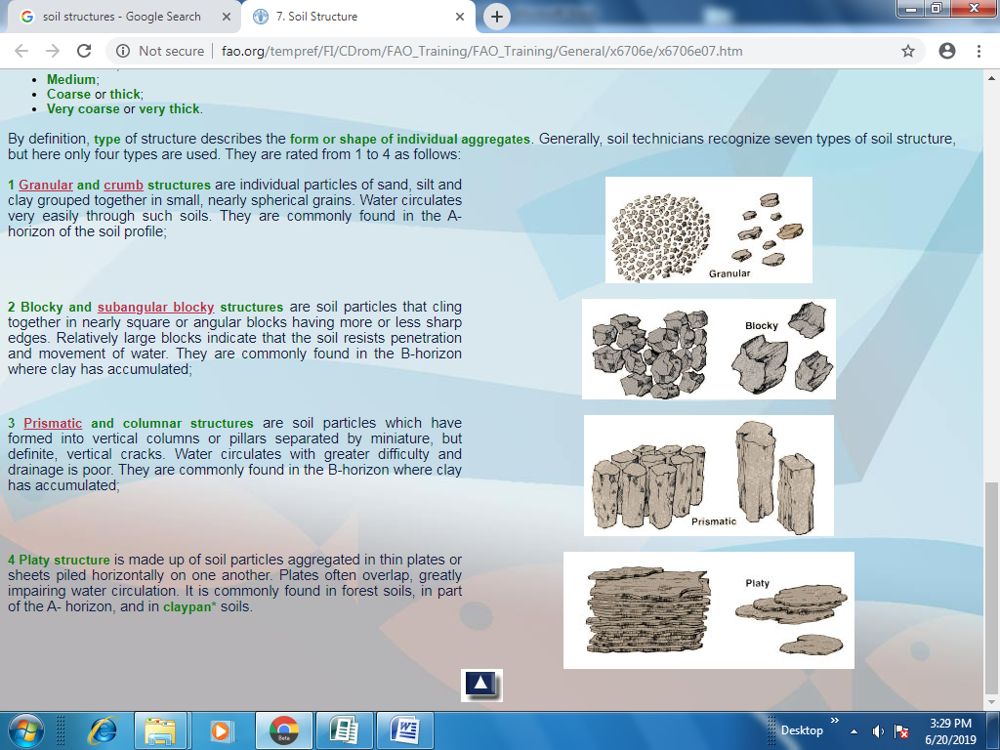 soil structures - Google Search
7. Soil Structure
Not secure
fao.org/tempref/FI/CDrom/FAO_Training/FAO_Training/General/x6706e/x6706e07.htm
• Medium;
• Coarse or thick;
• Very coarse or very thick.
By definition, type of structure describes the form or shape of individual aggregates. Generally, soil technicians recognize seven types of soil structure,
but here only four types are used. They are rated from 1 to 4 as follows:
1 Granular and crumb structures are individual particles of sand, silt and
clay grouped together in small, nearly spherical grains. Water circulates
very easily through such soils. They are commonly found in the A-
horizon of the soil profile;
Granular
2 Blocky and subangular blocky structures are soil particles that cling
together in nearly square or angular blocks having more or less sharp
edges. Relatively large blocks indicate that the soil resists penetration
and movement of water. They are commonly found in the B-horizon
where clay has accumulated;
Blocky
3 Prismatic and columnar structures are soil particles which have
formed into vertical columns or pillars separated by miniature, but
definite, vertical cracks. Water circulates with greater difficulty and
drainage is poor. They are commonly found in the B-horizon where clay
has accumulated;
Prismatic
4 Platy structure is made up of soil particles aggregated in thin plates or
sheets piled horizontally on one another. Plates often overlap, greatly
impairing water circulation. It is commonly found in forest soils, in part
of the A- horizon, and in claypan* soils.
Platy
Beta
Desktop
3:29 PM
6/20/2019